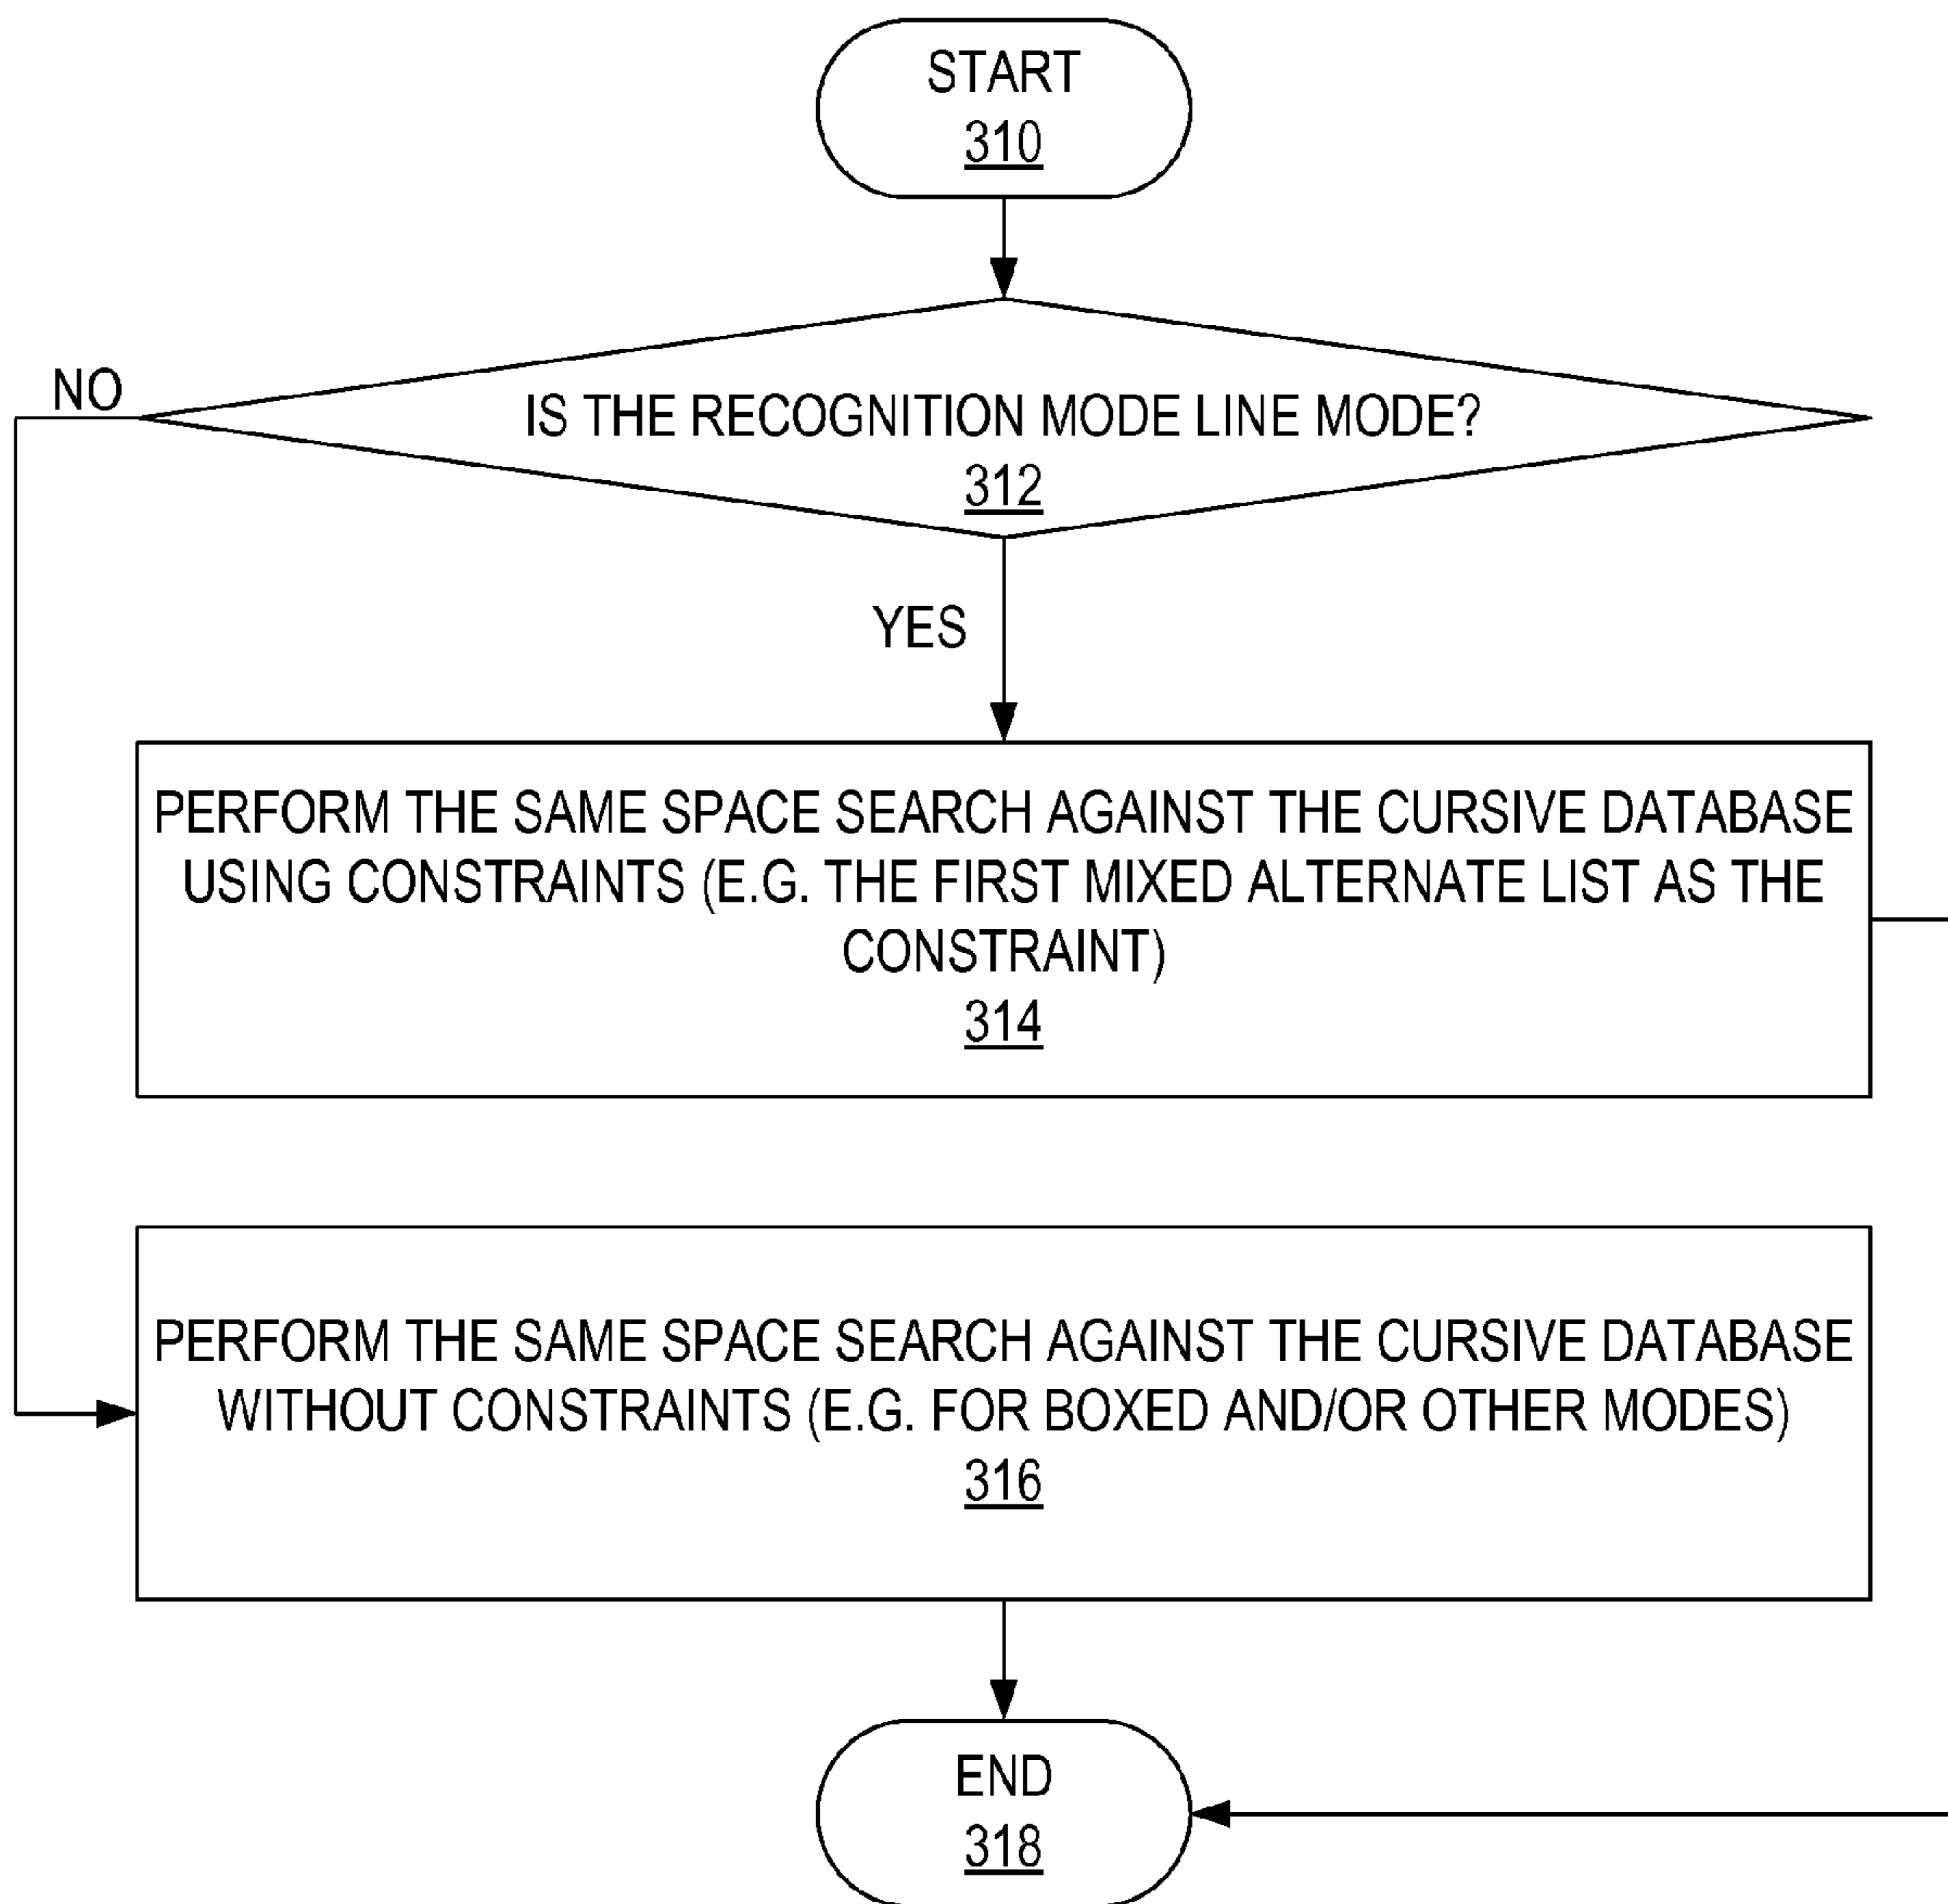 START
310
NO
IS THE RECOGNITION MODE LINE MODE?
312
YES
PERFORM THE SAME SPACE SEARCH AGAINST THE CURSIVE DATABASE
USING CONSTRAINTS (E.G. THE FIRST MIXED ALTERNATE LIST AS THE
CONSTRAINT)
314
PERFORM THE SAME SPACE SEARCH AGAINST THE CURSIVE DATABASE
WITHOUT CONSTRAINTS (E.G. FOR BOXED AND/OR OTHER MODES)
316
END
318